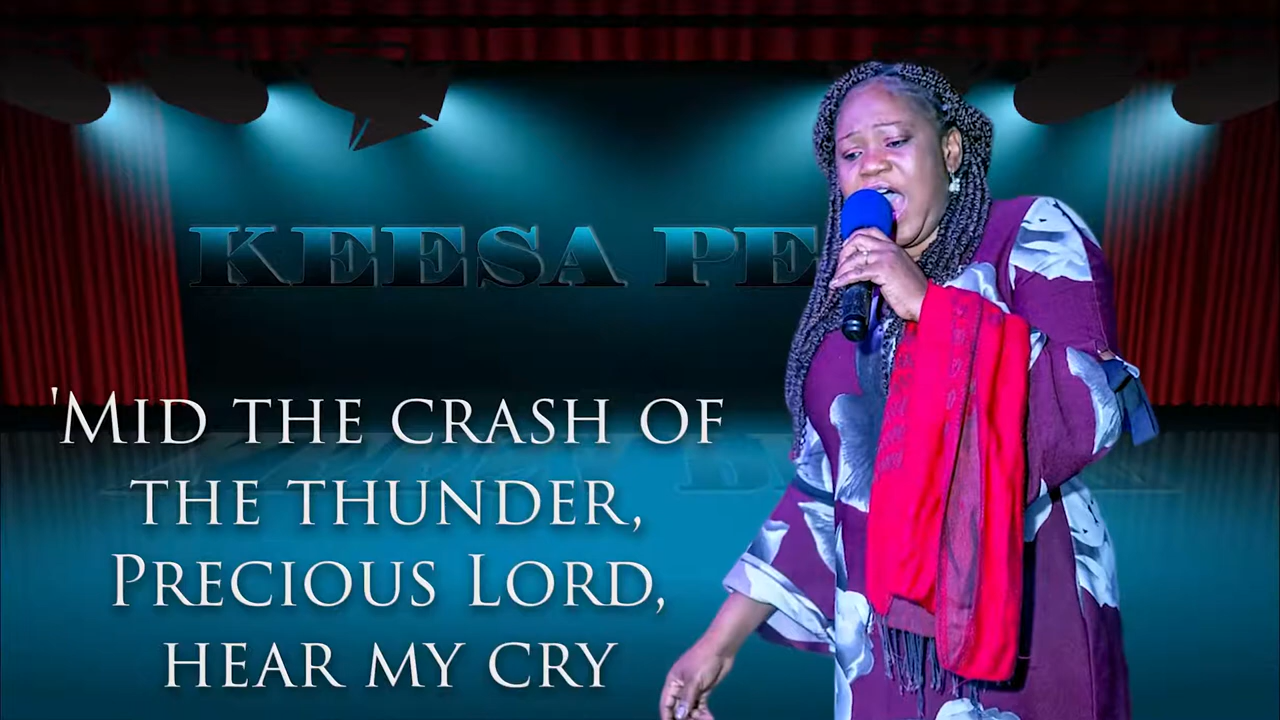 KEESA PE
'MID THE CRASH OF
THE THUNDER,
PRECIOUS LORD,
HEAR MY CRY